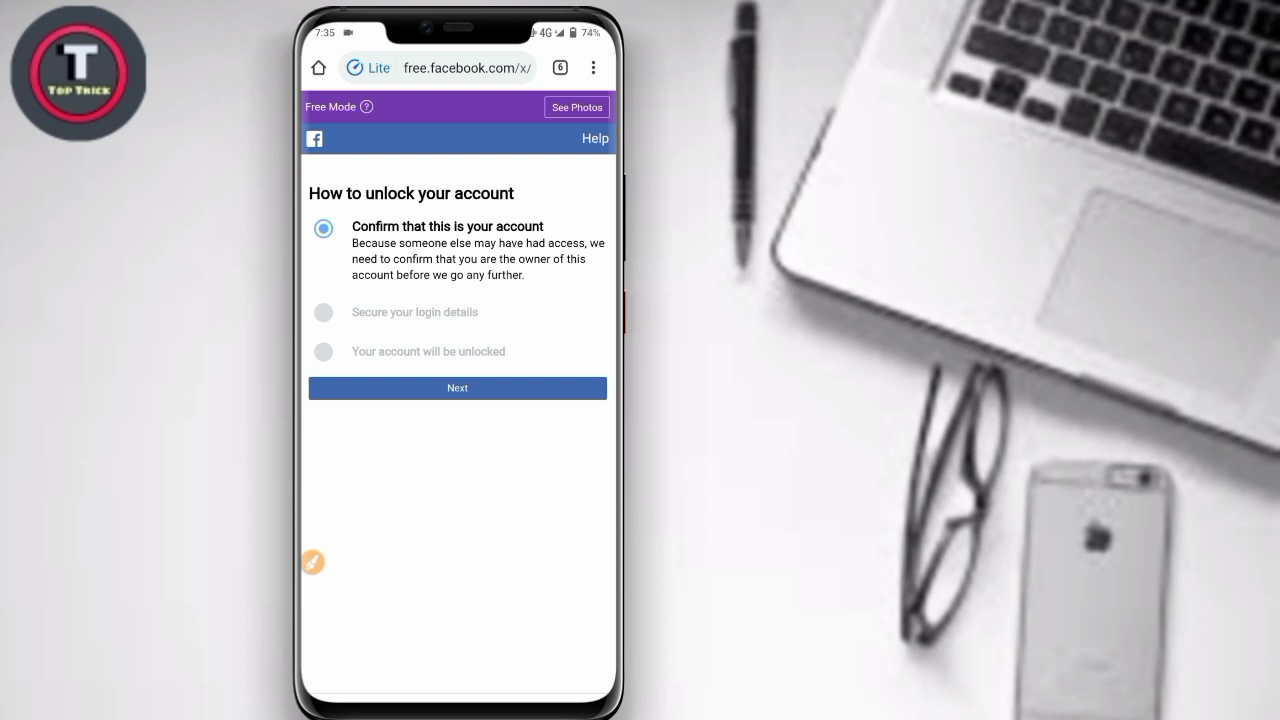 T
TOP TRICK
7:35
4G
74%
Lite
free.facebook.com/x/
6
Free Mode ?
See Photos
f
Help
How to unlock your account
Confirm that this is your account
Because someone else may have had access, we
need to confirm that you are the owner of this
account before we go any further.
Secure your login details
Your account will be unlocked
Next